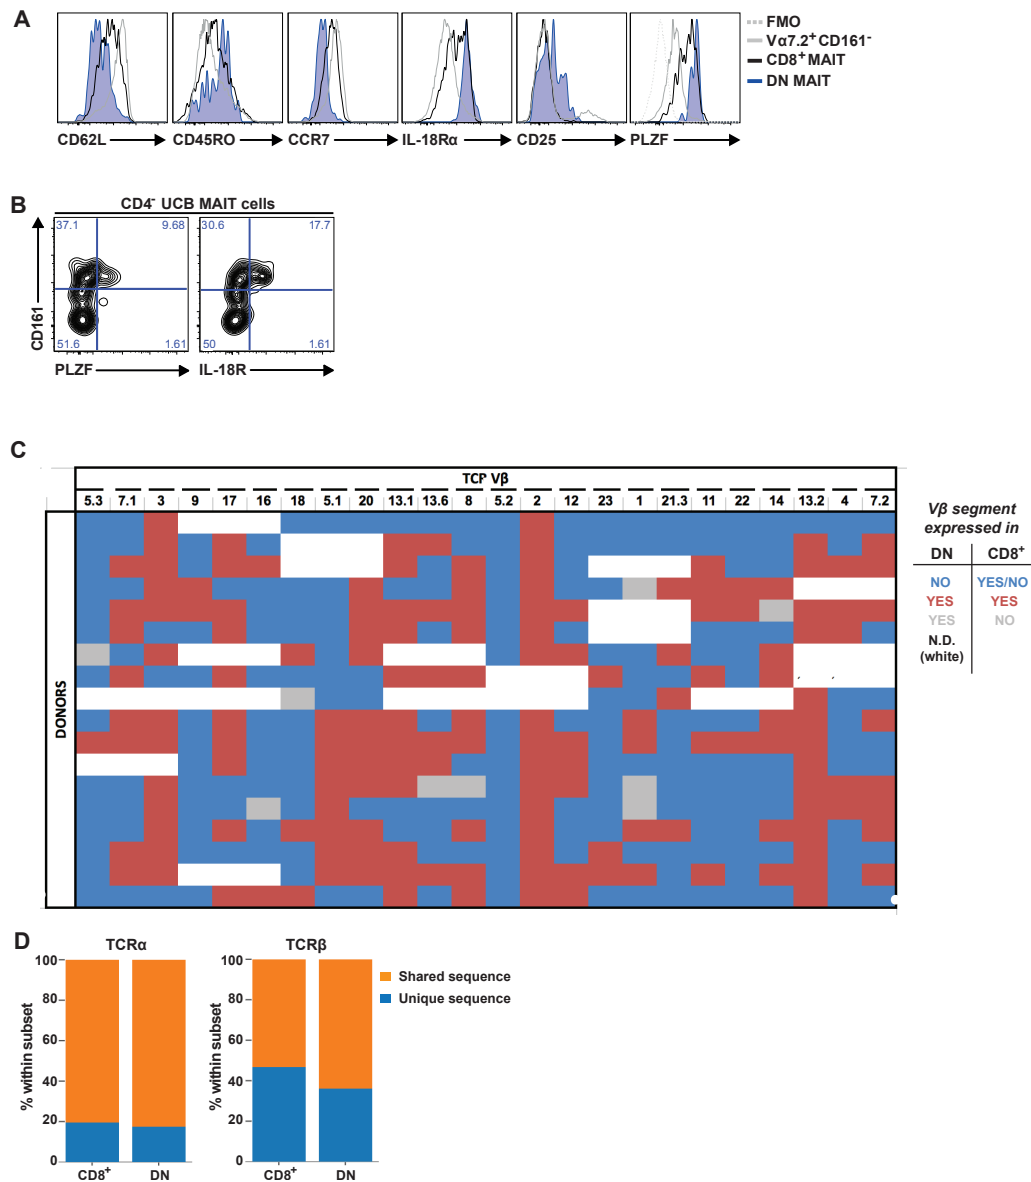 A
FMO
Vα7.2⁺CD161⁻
CD8⁺MAIT
DN MAIT
CD62L CD45RO CCR7 IL-18Rα CD25 PLZF
B
CD4⁻ UCB MAIT cells
37.1 9.68 30.6 17.7
CD161
51.6 1.61 50 1.61
PLZF IL-18R
C
TCR Vβ
5.3 7.1 3 9 17 16 18 5.1 20 13.1 13.6 8 5.2 2 12 23 1 21.3 11 22 14 13.2 4 7.2
DONORS
Vβ segment
expressed in
DN CD8⁺
NO YES/NO
YES YES
YES NO
N.D.
(white)
D
TCRα TCRβ
% within subset
100
80
60
40
20
0
CD8⁺ DN
% within subset
100
80
60
40
20
0
CD8⁺ DN
Shared sequence
Unique sequence